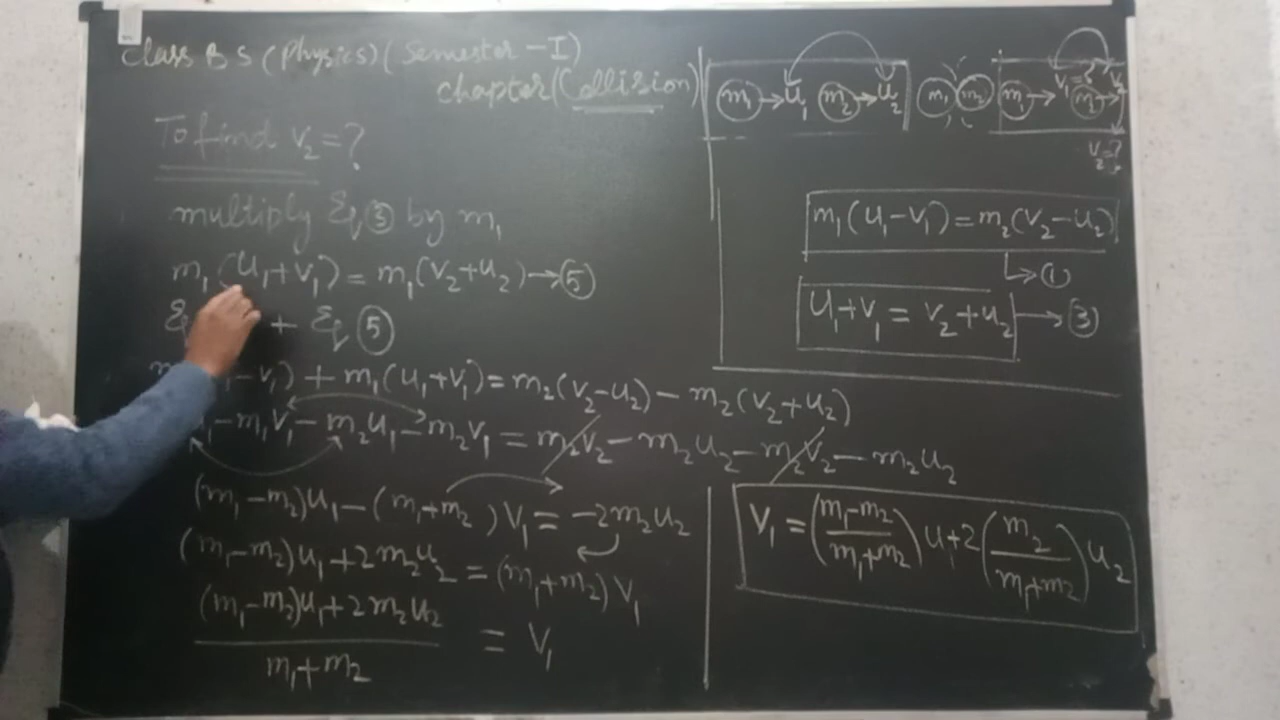 Class BS (Physics) (Semester - I)
chapter (Collision)
To find V₂ = ?
multiply Eq ③ by m₁
m₁(U₁+V₁) = m₁(V₂+U₂) → ⑤
+ Eq ⑤
-V₁) + m₁(U₁+V₁) = m₂(V₂-U₂) - m₂(V₂+U₂)
- m₁V₁ - m₂U₁ - m₂V₁ = m₂V₂ - m₂U₂ - m₂V₂ - m₂U₂
(m₁-m₂)U₁ - (m₁+m₂)V₁ = -2m₂U₂
(m₁-m₂)U₁ + 2m₂U₂ = (m₁+m₂)V₁
(m₁-m₂)U₁ + 2m₂U₂
= V₁
m₁+m₂
m₁ → U₁ m₂ → U₂ m₁ m₂ m₁ → V₁=? m₂ → V₂
V₂=?
m₁(U₁-V₁) = m₂(V₂-U₂)
→ ①
U₁+V₁ = V₂+U₂ → ③
V₁ = (m₁-m₂ / m₁+m₂) U₁+2 (m₂ / m₁+m₂) U₂